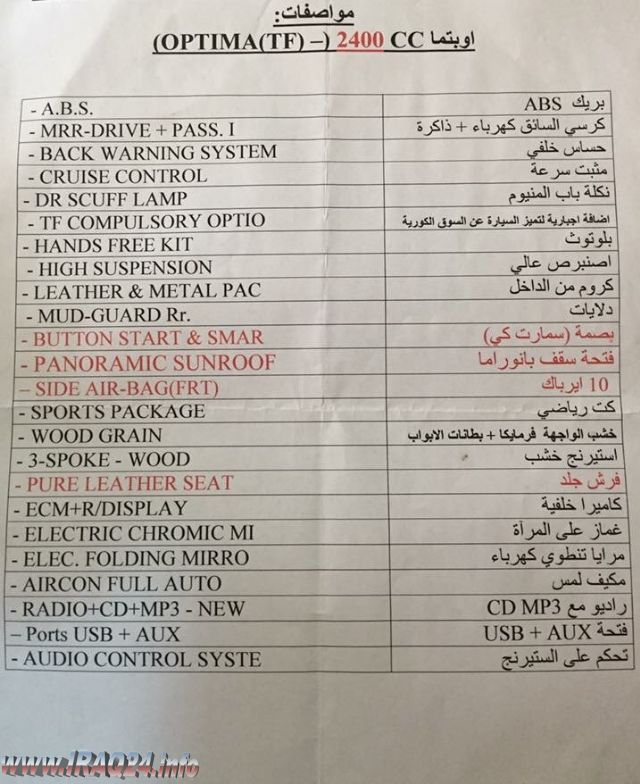 مواصفات:
اوبتما (OPTIMA(TF) –) 2400 CC
- A.B.S. بريك ABS
- MRR-DRIVE + PASS. I كرسي السائق كهرباء + ذاكرة
- BACK WARNING SYSTEM حساس خلفي
- CRUISE CONTROL مثبت سرعة
- DR SCUFF LAMP نكلة باب المنيوم
- TF COMPULSORY OPTIO اضافة اجبارية لتميز السيارة عن السوق الكورية
- HANDS FREE KIT بلوتوث
- HIGH SUSPENSION اصنبرص عالي
- LEATHER & METAL PAC كروم من الداخل
- MUD-GUARD Rr. دلايات
- BUTTON START & SMAR بصمة (سمارت كي)
- PANORAMIC SUNROOF فتحة سقف بانوراما
– SIDE AIR-BAG(FRT) 10 ايرباك
- SPORTS PACKAGE كت رياضي
- WOOD GRAIN خشب الواجهة فرمايكا + بطانات الابواب
- 3-SPOKE - WOOD استيرنج خشب
- PURE LEATHER SEAT فرش جلد
- ECM+R/DISPLAY كاميرا خلفية
- ELECTRIC CHROMIC MI غماز على المرآة
- ELEC. FOLDING MIRRO مرايا تنطوي كهرباء
- AIRCON FULL AUTO مكيف لمس
- RADIO+CD+MP3 - NEW راديو مع CD MP3
– Ports USB + AUX فتحة USB + AUX
- AUDIO CONTROL SYSTE تحكم على الستيرنج
www.IRAQ24.info